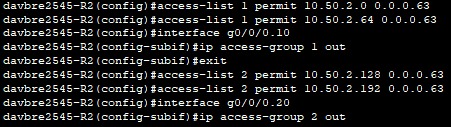 davbre2545-R2(config)#access-list 1 permit 10.50.2.0 0.0.0.63
davbre2545-R2(config)#access-list 1 permit 10.50.2.64 0.0.0.63
davbre2545-R2(config)#interface g0/0/0.10
davbre2545-R2(config-subif)#ip access-group 1 out
davbre2545-R2(config-subif)#exit
davbre2545-R2(config)#access-list 2 permit 10.50.2.128 0.0.0.63
davbre2545-R2(config)#access-list 2 permit 10.50.2.192 0.0.0.63
davbre2545-R2(config)#interface g0/0/0.20
davbre2545-R2(config-subif)#ip access-group 2 out